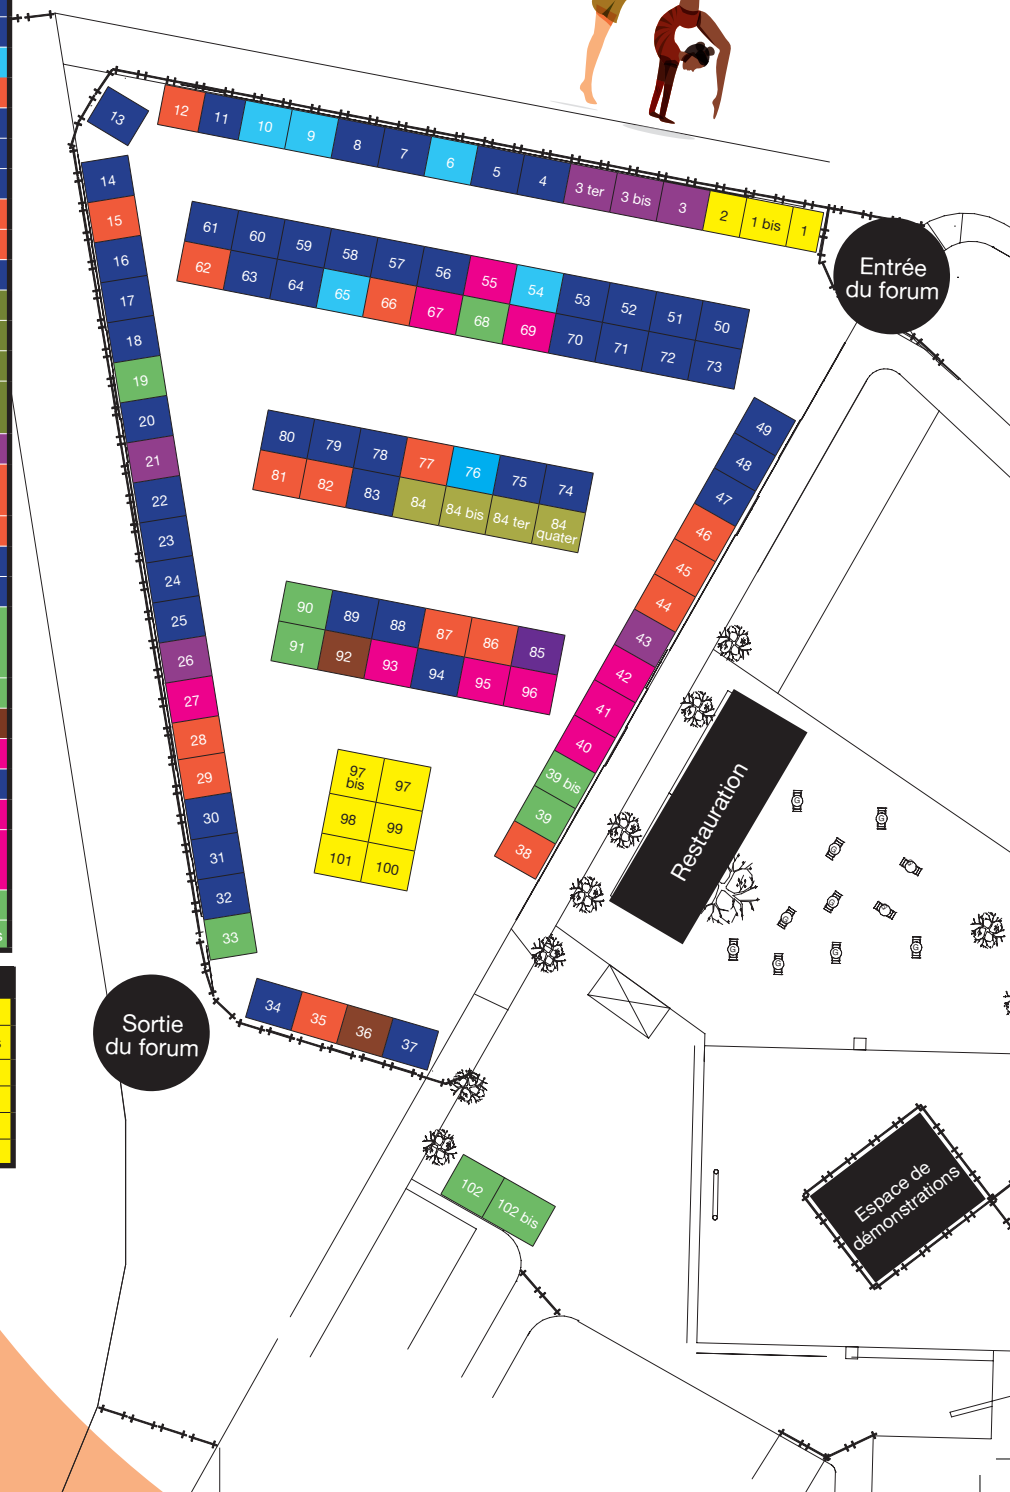 13
12 11 10 9 8 7 6 5 4 3 ter 3 bis 3 2 1 bis 1
Entrée
du forum
14
15
16
17
18
19
20
21
22
23
24
25
26
27
28
29
30
31
32
33
61 60 59 58 57 56 55 54 53 52 51 50
62 63 64 65 66 67 68 69 70 71 72 73
80 79 78 77 76 75 74
81 82 83 84 84 bis 84 ter 84
quater
90 89 88 87 86 85
91 92 93 94 95 96
97
bis 97
98 99
101 100
49
48
47
46
45
44
43
42
41
40
39 bis
39
38
Restauration
G
G
G
G
G
G
G
G
G
G
G
34 35 36 37
Sortie
du forum
102 102 bis
Espace de
démonstrations